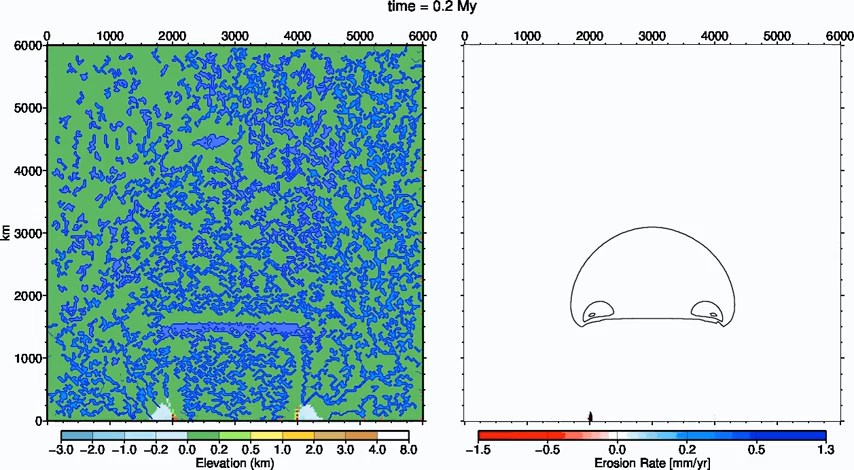 time = 0.2 My
0 1000 2000 3000 4000 5000 6000
0 1000 2000 3000 4000 5000 6000
6000
5000
4000
3000
2000
1000
0
km
−3.0 −2.0 −1.0 −0.2 0.0 0.2 0.5 1.0 2.0 3.0 4.0 8.0
Elevation (km)
−1.5 −0.5 0.0 0.2 0.5 1.3
Erosion Rate [mm/yr]